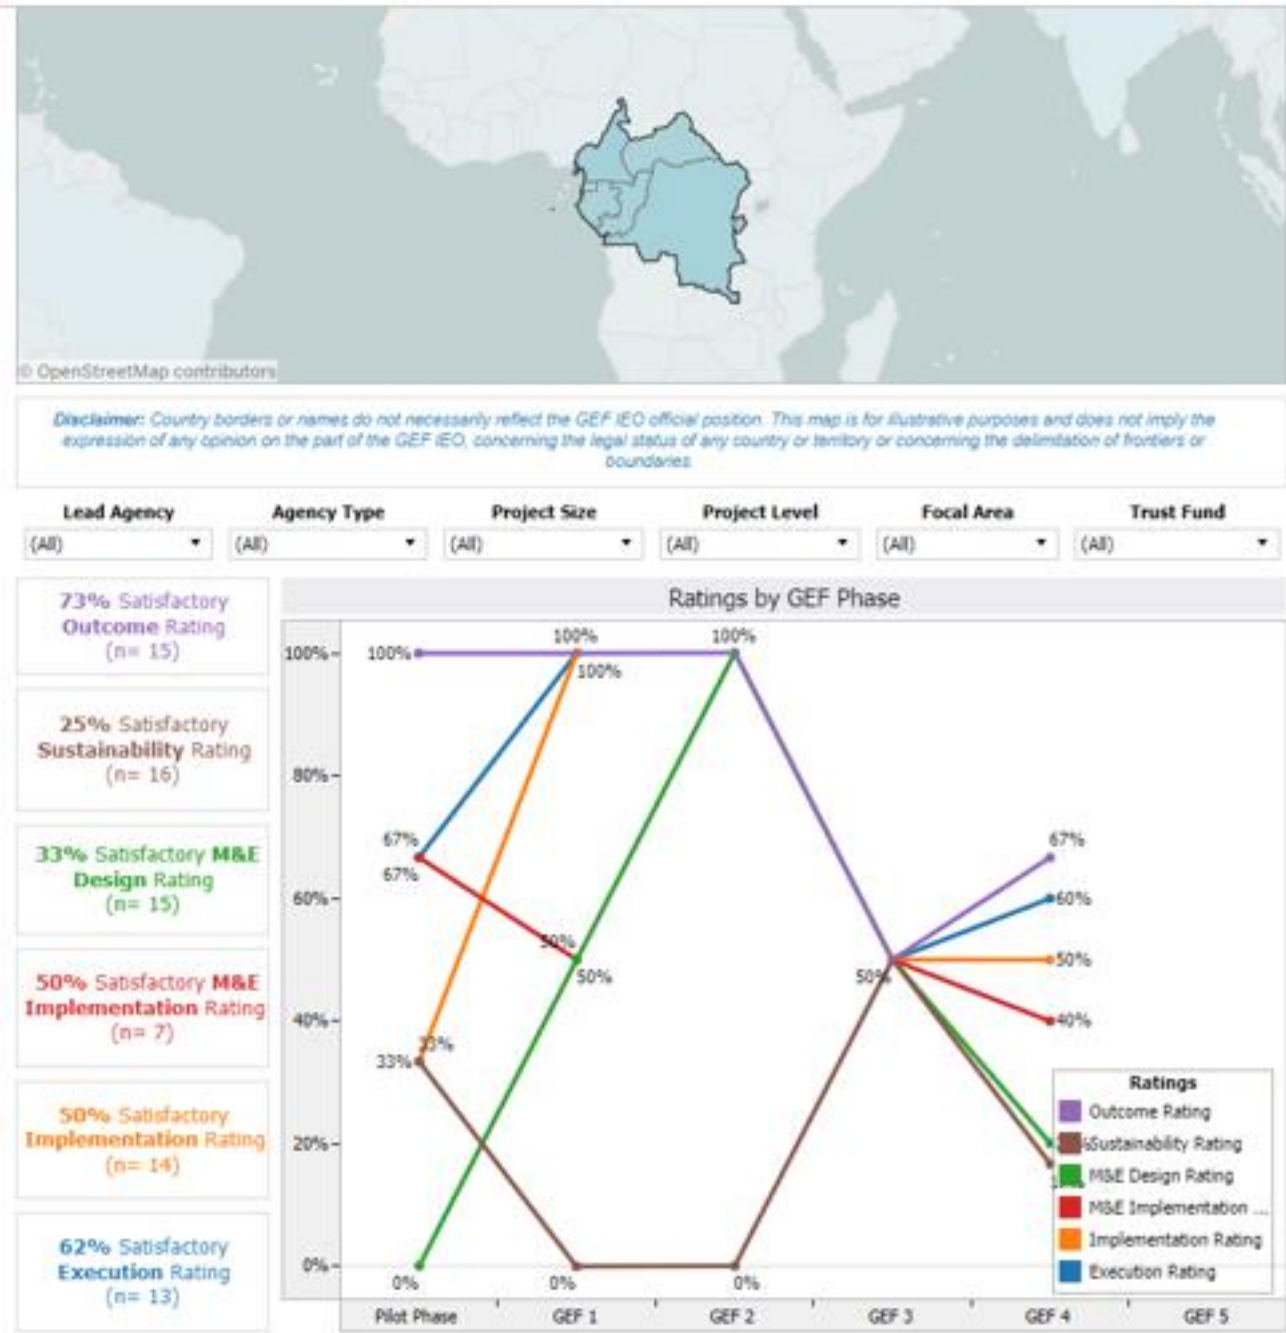 © OpenStreetMap contributors
Disclaimer: Country borders or names do not necessarily reflect the GEF IEO official position. This map is for illustrative purposes and does not imply the
expression of any opinion on the part of the GEF IEO, concerning the legal status of any country or territory or concerning the delimitation of frontiers or
boundaries.
Lead Agency Agency Type Project Size Project Level Focal Area Trust Fund
(All) (All) (All) (All) (All) (All)
73% Satisfactory
Outcome Rating
(n= 15)
25% Satisfactory
Sustainability Rating
(n= 16)
33% Satisfactory M&E
Design Rating
(n= 15)
50% Satisfactory M&E
Implementation Rating
(n= 7)
50% Satisfactory
Implementation Rating
(n= 14)
62% Satisfactory
Execution Rating
(n= 13)
Ratings by GEF Phase
100% 100%
100% 100%
100%
80%
67%
67%
67%
60% 60%
50%
50%
50%
50%
40% 40%
33%
33%
20%
0%
0% 0% 0%
Ratings
Outcome Rating
Sustainability Rating
M&E Design Rating
M&E Implementation ...
Implementation Rating
Execution Rating
Pilot Phase GEF 1 GEF 2 GEF 3 GEF 4 GEF 5